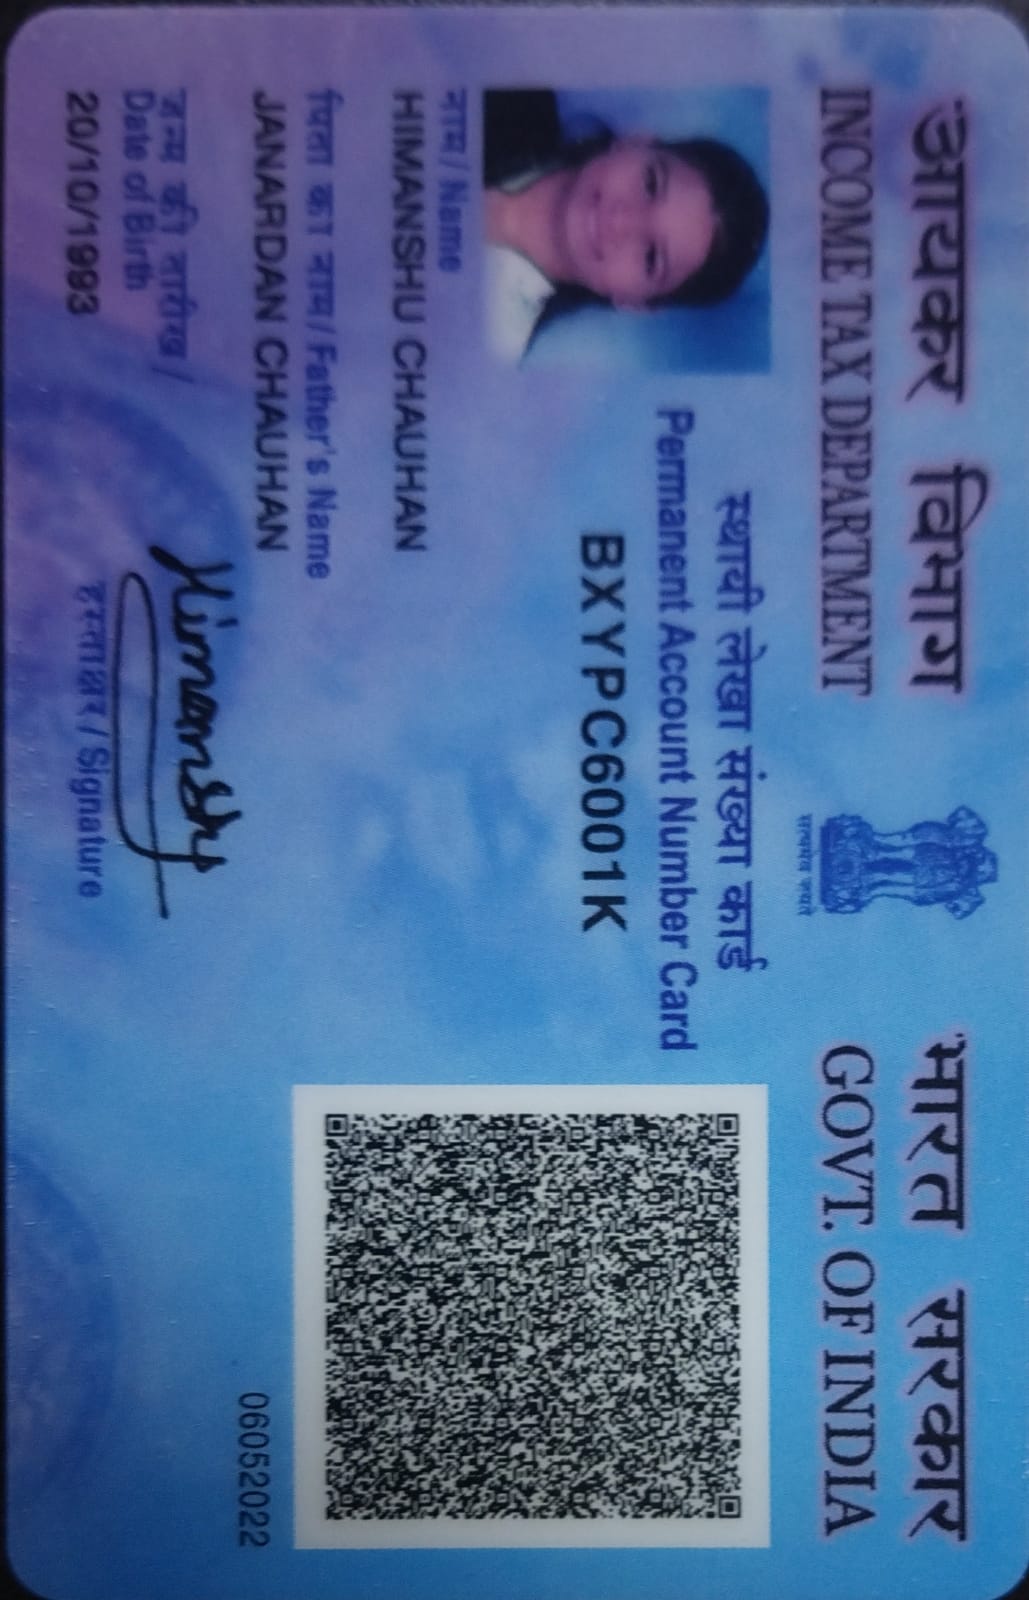 आयकर विभाग
INCOME TAX DEPARTMENT
सत्यमेव जयते
भारत सरकार
GOVT. OF INDIA
स्थायी लेखा संख्या कार्ड
Permanent Account Number Card
BXYPC6001K
नाम / Name
HIMANSHU CHAUHAN
पिता का नाम / Father's Name
JANARDAN CHAUHAN
जन्म की तारीख /
Date of Birth
20/10/1993
Himanshu
हस्ताक्षर / Signature
06052022